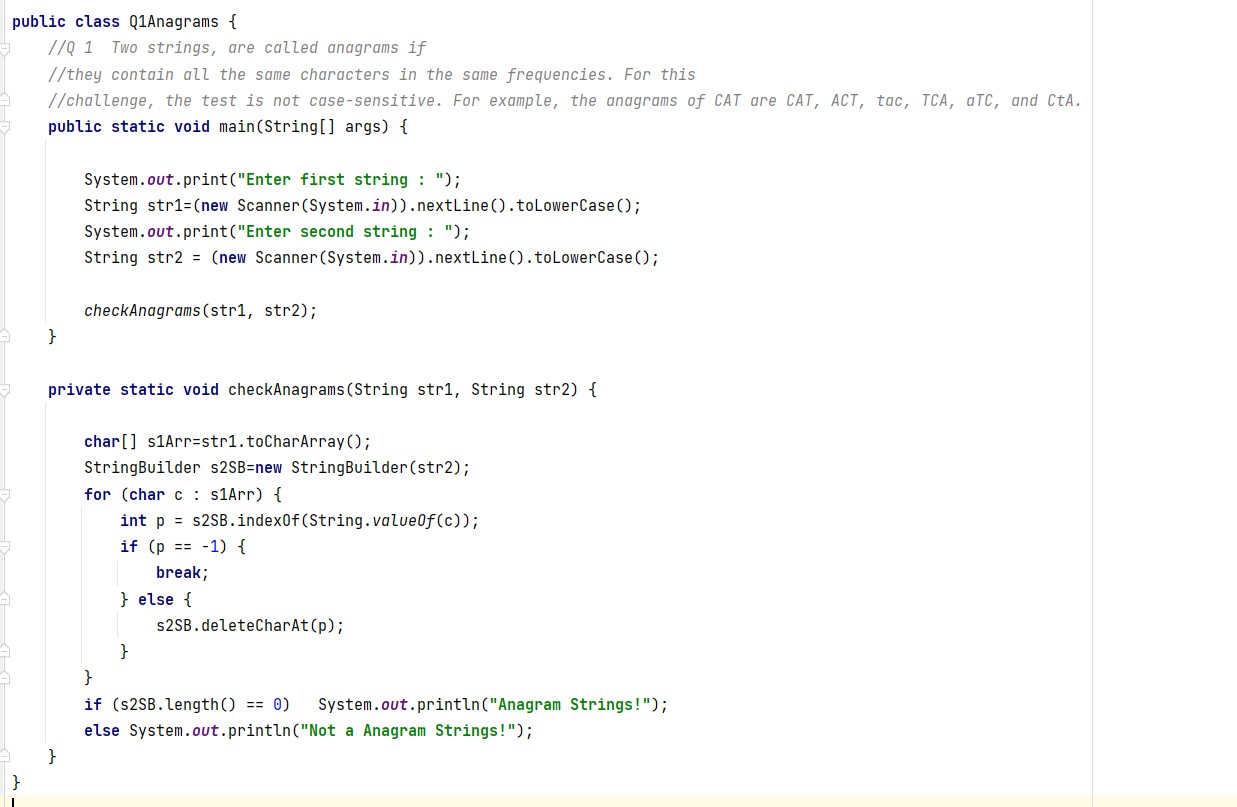 public class Q1Anagrams {
//Q 1  Two strings, are called anagrams if
//they contain all the same characters in the same frequencies. For this
//challenge, the test is not case-sensitive. For example, the anagrams of CAT are CAT, ACT, tac, TCA, aTC, and CtA.
public static void main(String[] args) {
System.out.print("Enter first string : ");
String str1=(new Scanner(System.in)).nextLine().toLowerCase();
System.out.print("Enter second string : ");
String str2 = (new Scanner(System.in)).nextLine().toLowerCase();
checkAnagrams(str1, str2);
}
private static void checkAnagrams(String str1, String str2) {
char[] s1Arr=str1.toCharArray();
StringBuilder s2SB=new StringBuilder(str2);
for (char c : s1Arr) {
int p = s2SB.indexOf(String.valueOf(c));
if (p == -1) {
break;
} else {
s2SB.deleteCharAt(p);
}
}
if (s2SB.length() == 0)   System.out.println("Anagram Strings!");
else System.out.println("Not a Anagram Strings!");
}
}